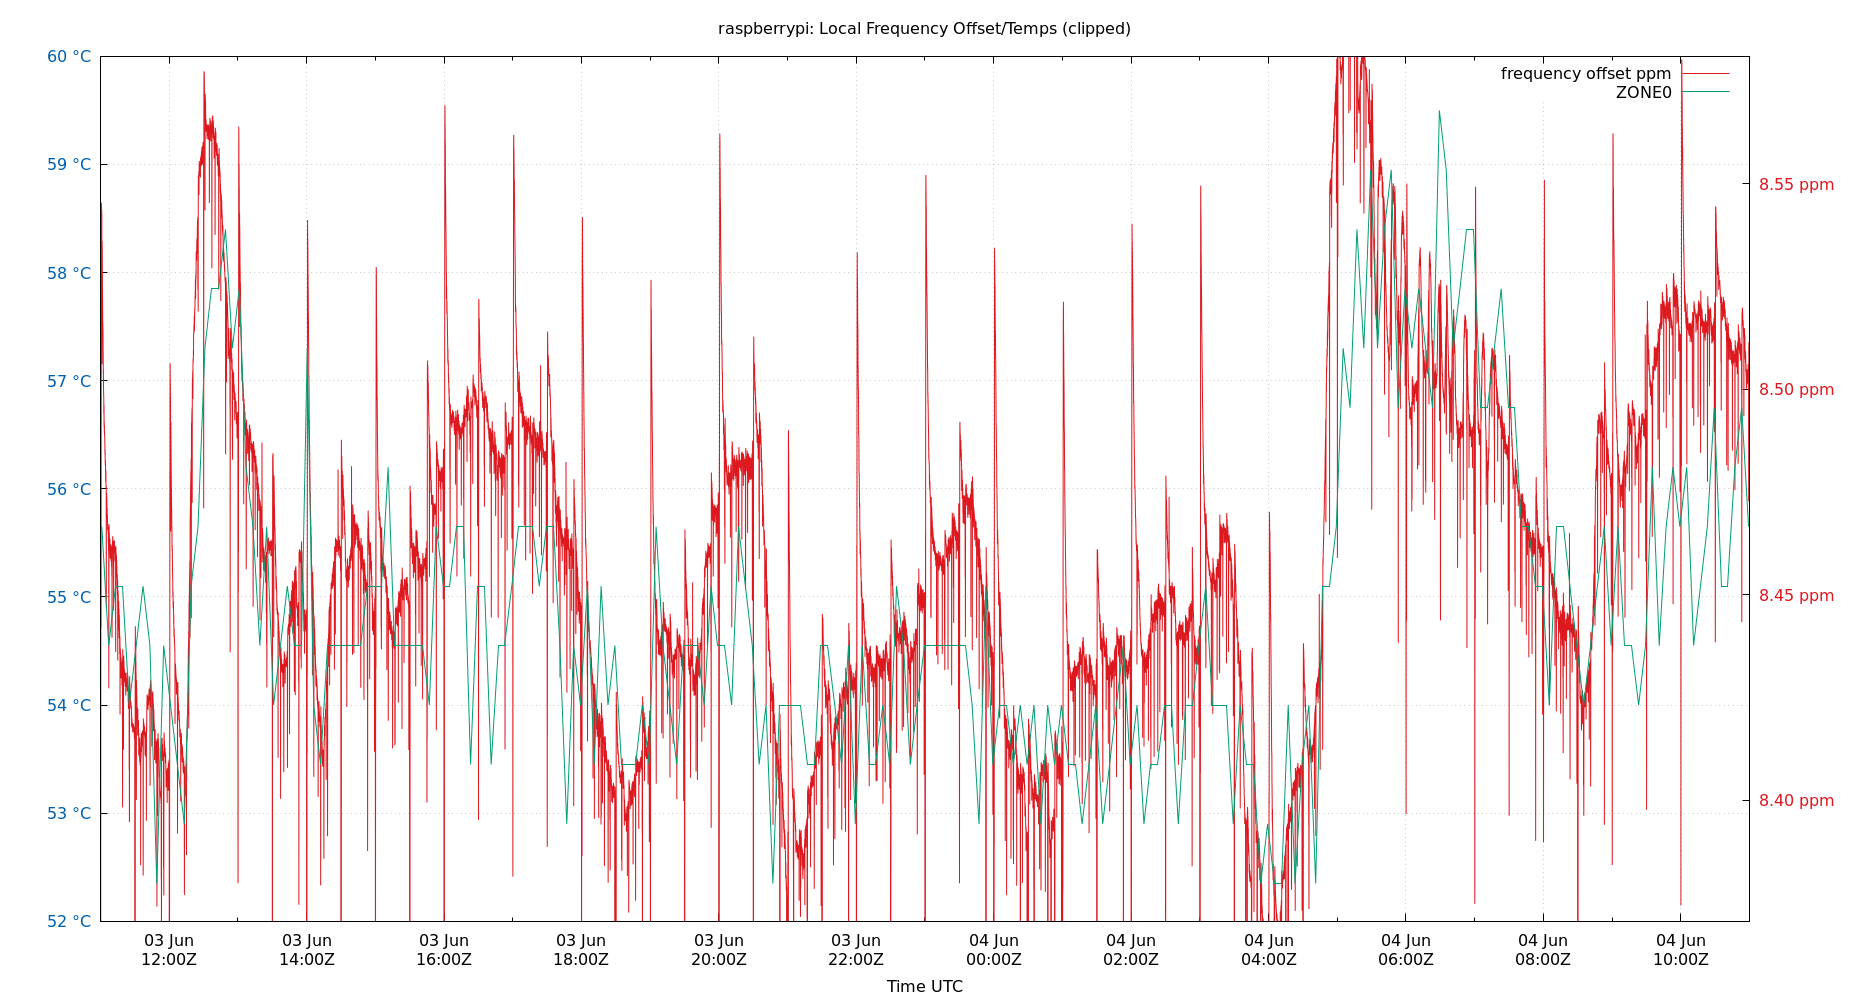 raspberrypi: Local Frequency Offset/Temps (clipped)
60 °C
59 °C
58 °C
57 °C
56 °C
55 °C
54 °C
53 °C
52 °C
frequency offset ppm
ZONE0
8.55 ppm
8.50 ppm
8.45 ppm
8.40 ppm
03 Jun
12:00Z
03 Jun
14:00Z
03 Jun
16:00Z
03 Jun
18:00Z
03 Jun
20:00Z
03 Jun
22:00Z
04 Jun
00:00Z
04 Jun
02:00Z
04 Jun
04:00Z
04 Jun
06:00Z
04 Jun
08:00Z
04 Jun
10:00Z
Time UTC